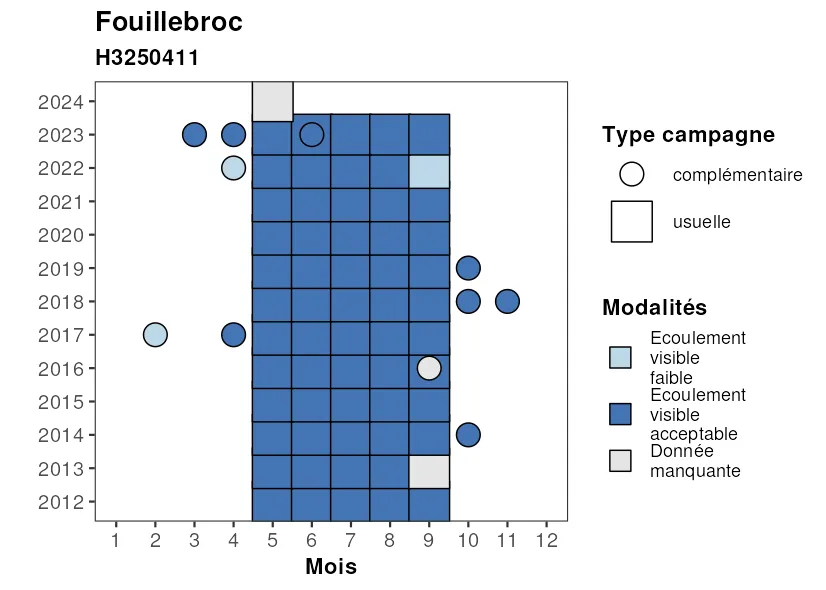 Fouillebroc
H3250411
2024
2023
2022
2021
2020
2019
2018
2017
2016
2015
2014
2013
2012
1 2 3 4 5 6 7 8 9 10 11 12
Mois
Type campagne
complémentaire
usuelle
Modalités
Ecoulement
visible
faible
Ecoulement
visible
acceptable
Donnée
manquante